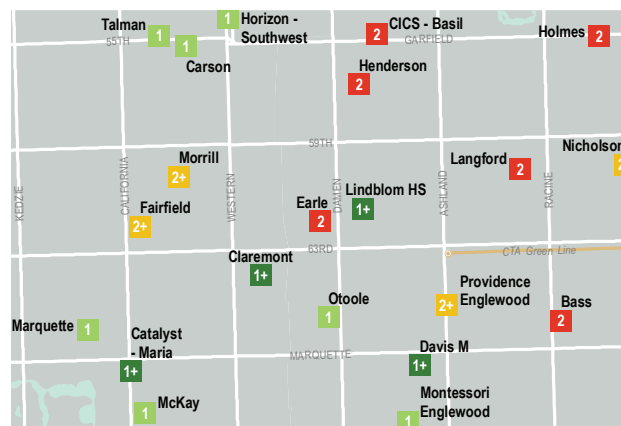 Talman
1
Horizon -
Southwest
1
CICS - Basil
2
Holmes
2
55TH
GARFIELD
Carson
1
Henderson
2
59TH
Morrill
2+
Langford
2
Nicholson
KEDZIE
CALIFORNIA
WESTERN
DAMEN
ASHLAND
RACINE
Fairfield
2+
Earle
2
Lindblom HS
1+
63RD
CTA Green Line
Claremont
1+
Otoole
1
Providence
Englewood
2+
Bass
2
Marquette
1
Catalyst
- Maria
1+
MARQUETTE
Davis M
1+
McKay
1
Montessori
Englewood
1